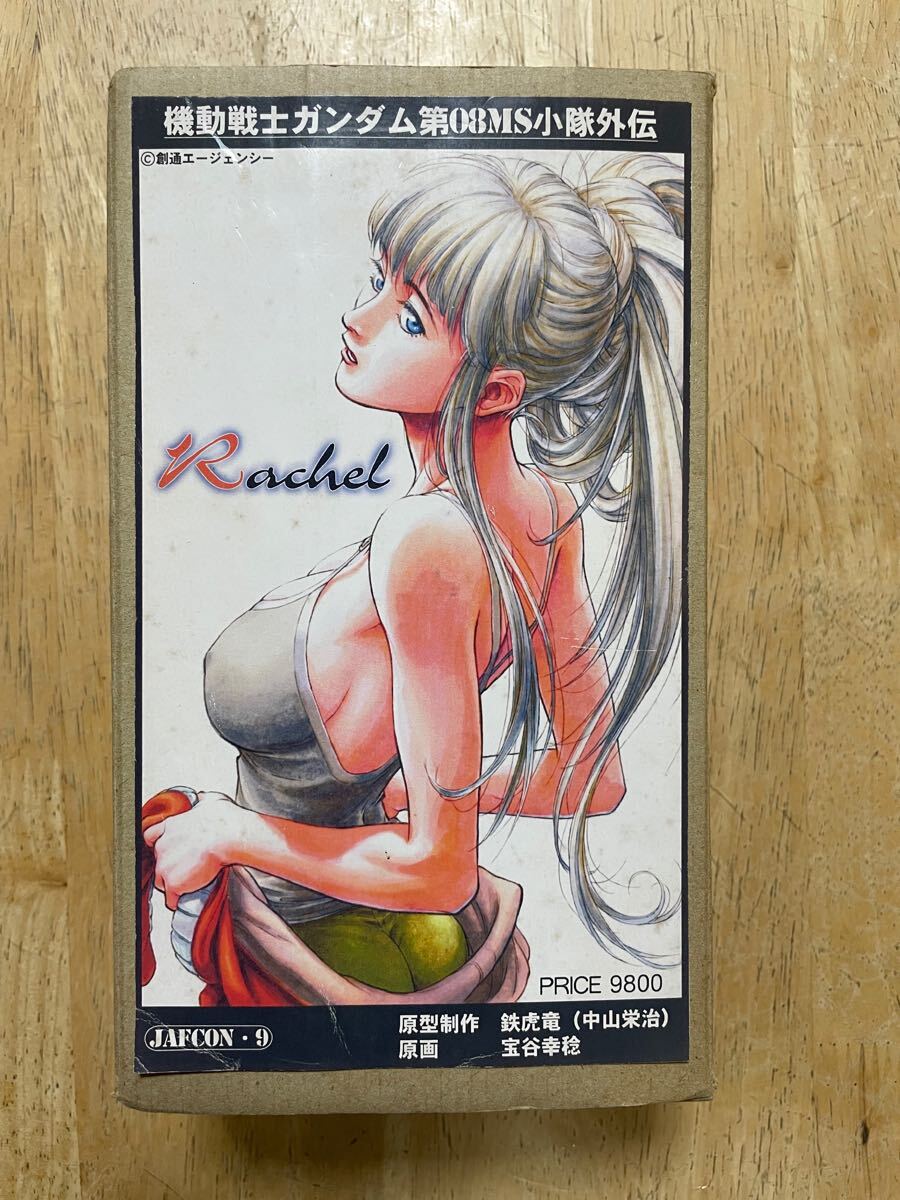 機動戦士ガンダム第08MS小隊外伝
©創通エージェンシー
Rachel
PRICE 9800
JAFCON・9
原型制作 鉄虎竜(中山栄治)
原画 宝谷幸稔